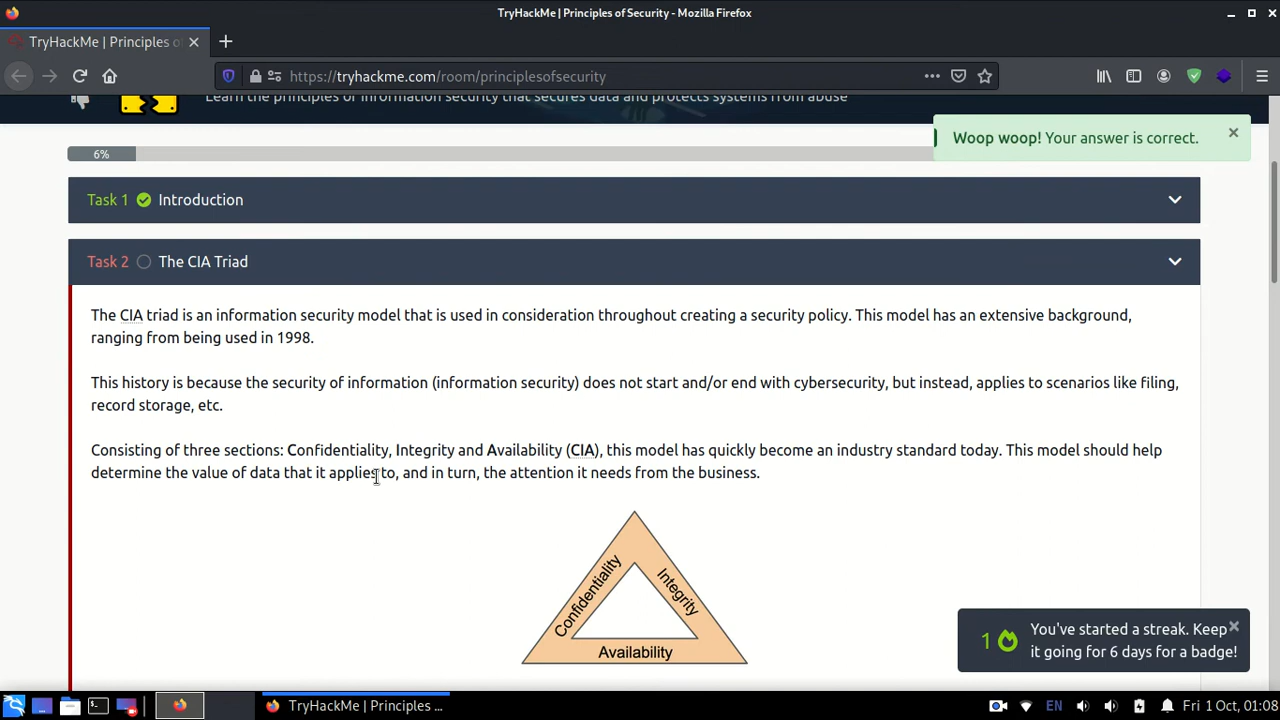 TryHackMe | Principles of Security - Mozilla Firefox
TryHackMe | Principles o
https://tryhackme.com/room/principlesofsecurity
Learn the principles of information security that secures data and protects systems from abuse
Woop woop! Your answer is correct.
6%
Task 1 Introduction
Task 2 The CIA Triad
The CIA triad is an information security model that is used in consideration throughout creating a security policy. This model has an extensive background,
ranging from being used in 1998.
This history is because the security of information (information security) does not start and/or end with cybersecurity, but instead, applies to scenarios like filing,
record storage, etc.
Consisting of three sections: Confidentiality, Integrity and Availability (CIA), this model has quickly become an industry standard today. This model should help
determine the value of data that it applies to, and in turn, the attention it needs from the business.
Confidentiality
Integrity
Availability
1
You've started a streak. Keep
it going for 6 days for a badge!
TryHackMe | Principles ...
EN
Fri 1 Oct, 01:08